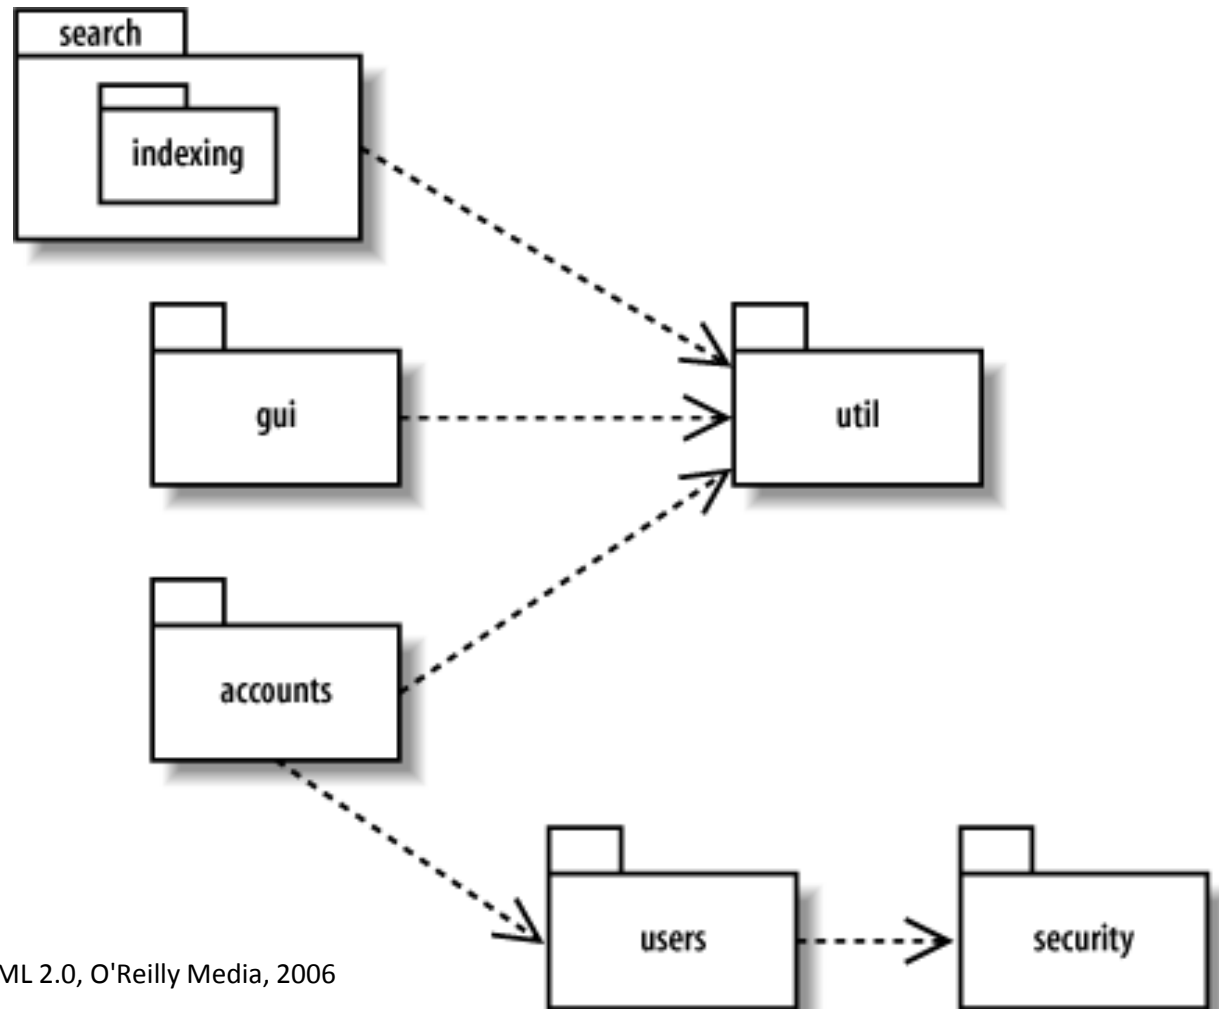 search
indexing
gui
util
accounts
users
security
ML 2.0, O'Reilly Media, 2006